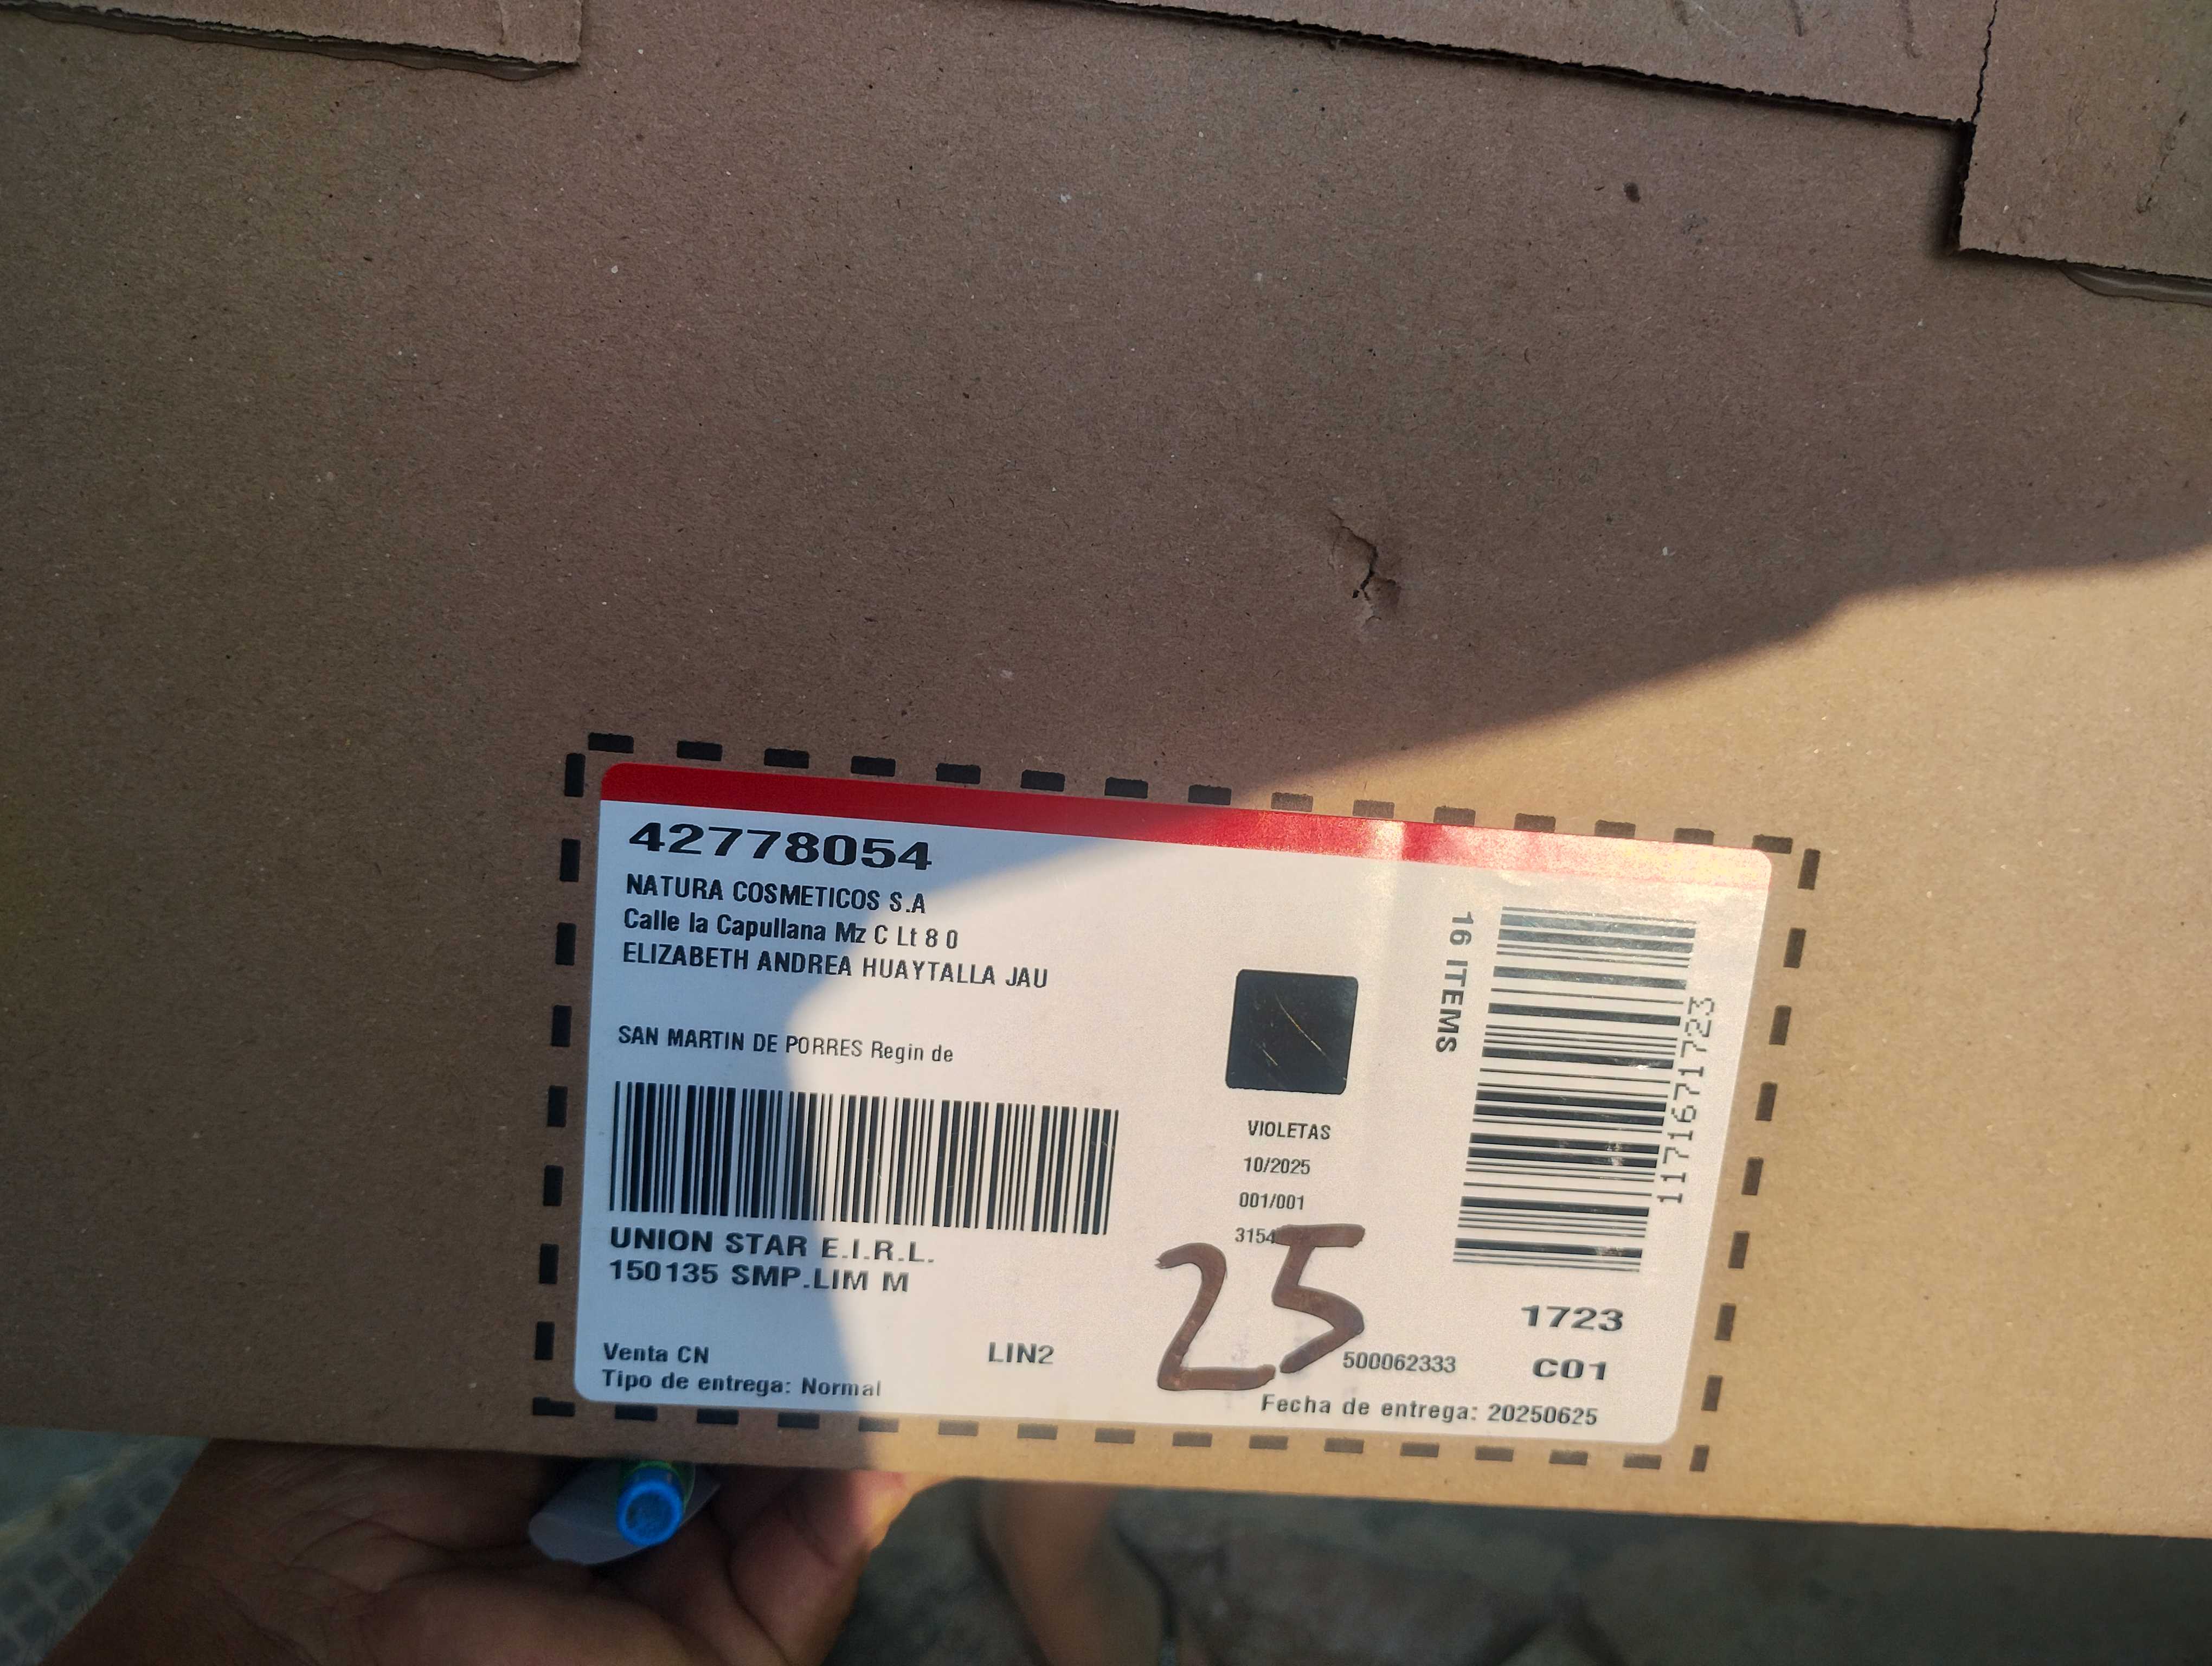 42778054
NATURA COSMETICOS S.A
Calle la Capullana Mz C Lt 8 0
ELIZABETH ANDREA HUAYTALLA JAU
SAN MARTIN DE PORRES Regin de
UNION STAR E.I.R.L.
150135 SMP.LIM M
Venta CN
Tipo de entrega: Normal
LIN2
VIOLETAS
10/2025
001/001
25
500062333
Fecha de entrega: 20250625
16 ITEMS
1171671723
1723
C01